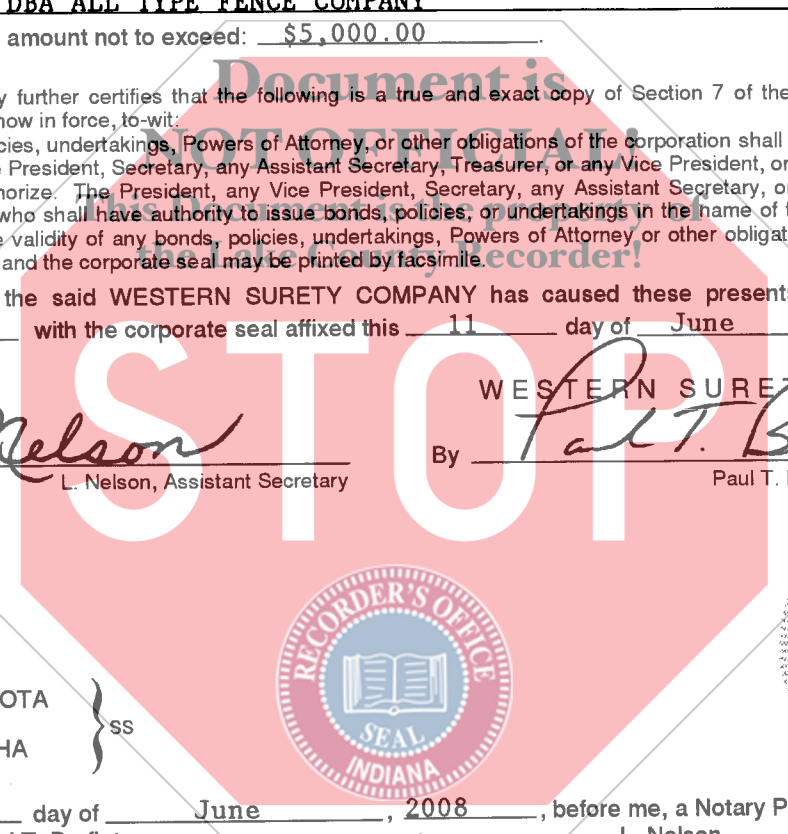 DBA ALL TYPE FENCE COMPANY
amount not to exceed: $5,000.00.
Document is
y further certifies that the following is a true and exact copy of Section 7 of the
now in force, to-wit:
NOT OFFICIAL!
cies, undertakings, Powers of Attorney, or other obligations of the corporation shall
President, Secretary, any Assistant Secretary, Treasurer, or any Vice President, or
horize. The President, any Vice President, Secretary, any Assistant Secretary, o
This Document is the property of
who shall have authority to issue bonds, policies, or undertakings in the name of
e validity of any bonds, policies, undertakings, Powers of Attorney or other obligat
the Lake County Recorder!
and the corporate seal may be printed by facsimile.
the said WESTERN SURETY COMPANY has caused these present
with the corporate seal affixed this 11 day of June
STOP
WESTERN SURET
Nelson
Paul T. B
By
L. Nelson, Assistant Secretary
Paul T.
RECORDER'S OFFICE
SEAL
INDIANA
OTA
SS
HA
day of June, 2008, before me, a Notary P
L. Nelson